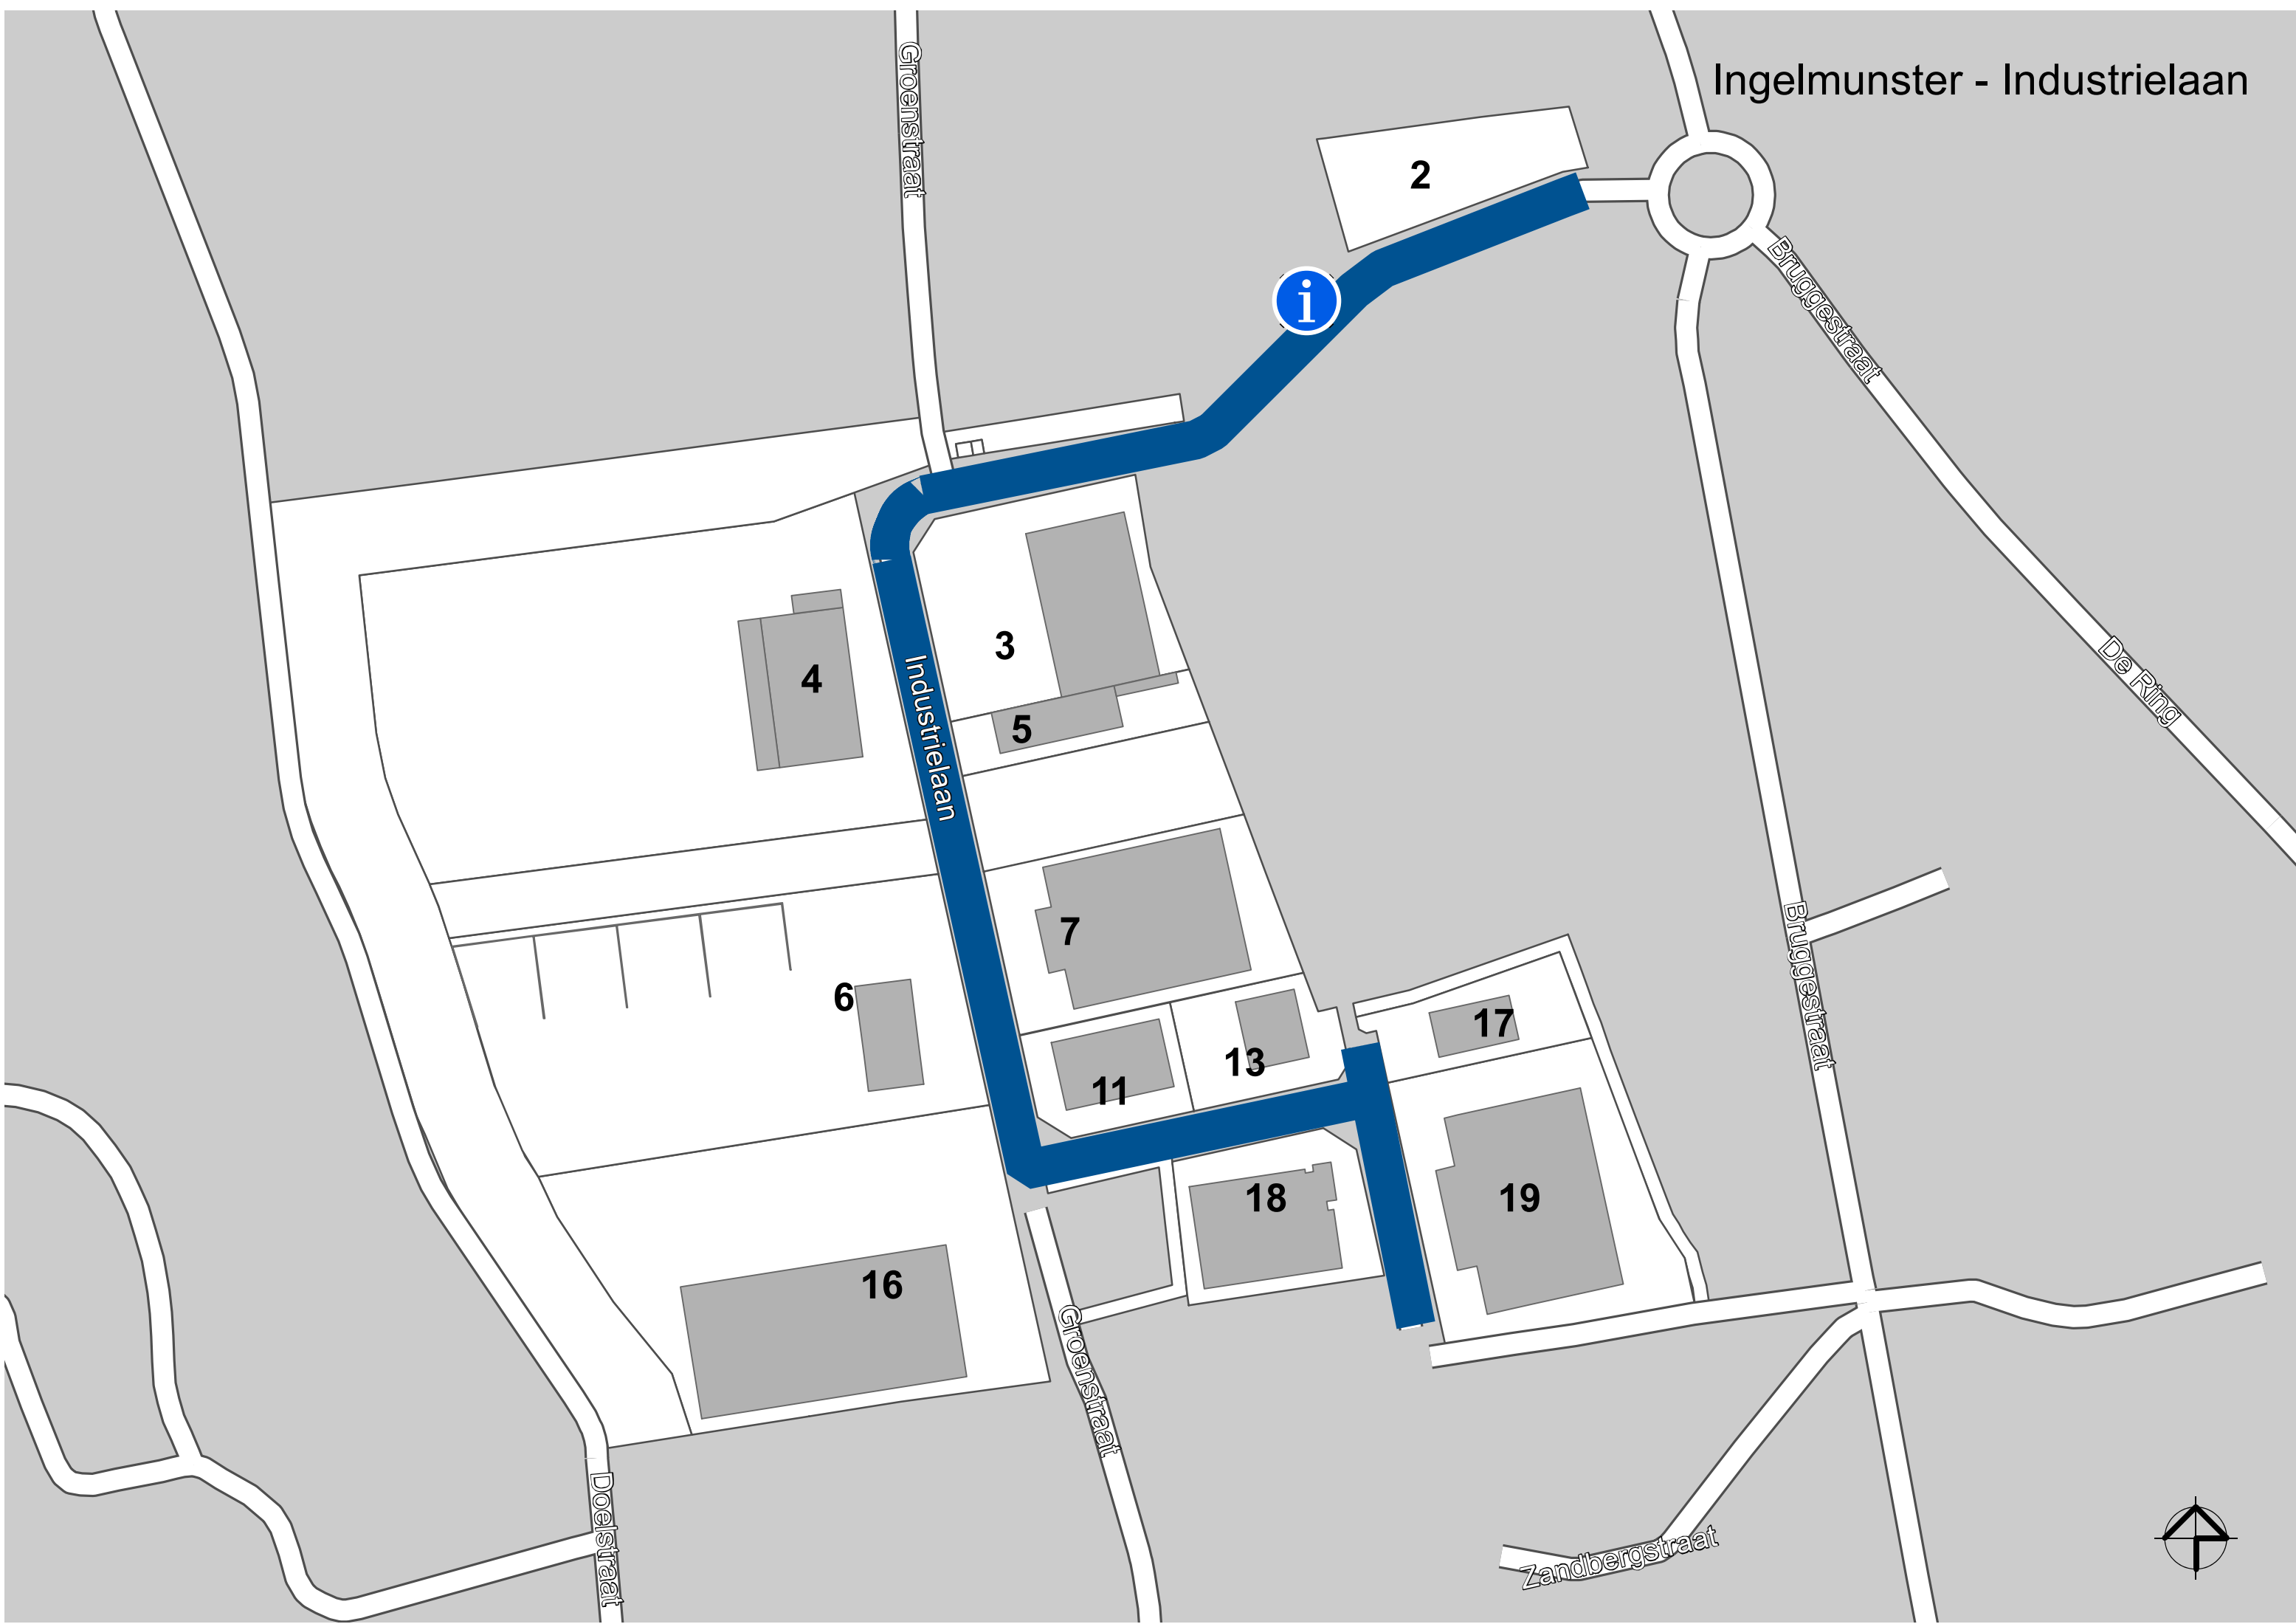 Ingelmunster - Industrielaan
Groenstraat
2
i
Bruggestraat
3
4
Industrielaan
5
De Ring
7
6
Bruggestraat
17
13
11
18
19
16
Groenstraat
Doelstraat
Zandbergstraat